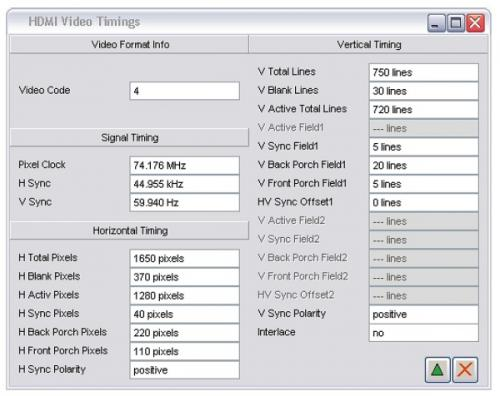 HDMI Video Timings
Video Format Info
Video Code 4
Signal Timing
Pixel Clock 74.176 MHz
H Sync 44.955 kHz
V Sync 59.940 Hz
Horizontal Timing
H Total Pixels 1650 pixels
H Blank Pixels 370 pixels
H Activ Pixels 1280 pixels
H Sync Pixels 40 pixels
H Back Porch Pixels 220 pixels
H Front Porch Pixels 110 pixels
H Sync Polarity positive
Vertical Timing
V Total Lines 750 lines
V Blank Lines 30 lines
V Active Total Lines 720 lines
V Active Field1 --- lines
V Sync Field1 5 lines
V Back Porch Field1 20 lines
V Front Porch Field1 5 lines
HV Sync Offset1 0 lines
V Active Field2 --- lines
V Sync Field2 --- lines
V Back Porch Field2 --- lines
V Front Porch Field2 --- lines
HV Sync Offset2 --- lines
V Sync Polarity positive
Interlace no